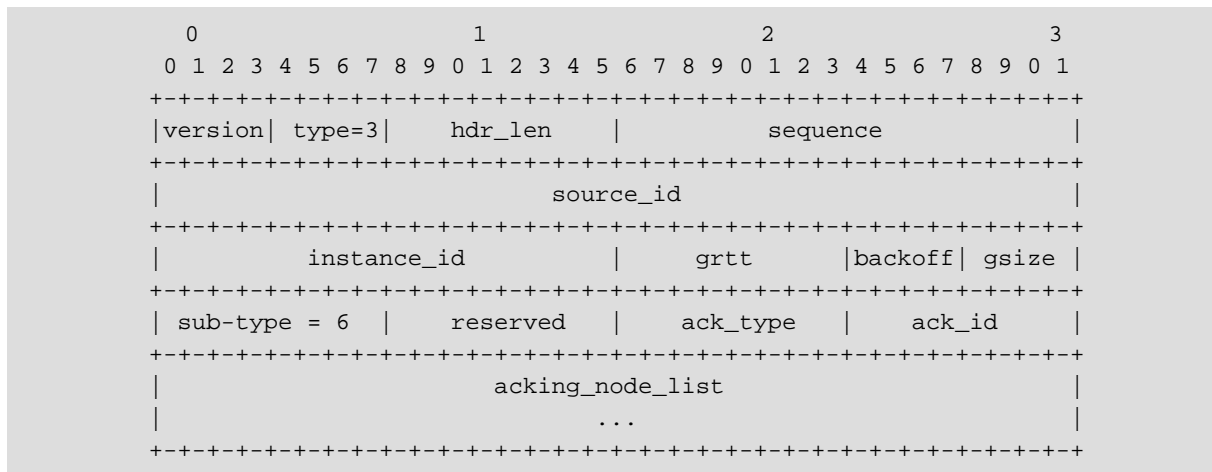 0                   1                   2                   3
0 1 2 3 4 5 6 7 8 9 0 1 2 3 4 5 6 7 8 9 0 1 2 3 4 5 6 7 8 9 0 1
+-+-+-+-+-+-+-+-+-+-+-+-+-+-+-+-+-+-+-+-+-+-+-+-+-+-+-+-+-+-+-+-+
|version| type=3|    hdr_len    |          sequence             |
+-+-+-+-+-+-+-+-+-+-+-+-+-+-+-+-+-+-+-+-+-+-+-+-+-+-+-+-+-+-+-+-+
|                           source_id                           |
+-+-+-+-+-+-+-+-+-+-+-+-+-+-+-+-+-+-+-+-+-+-+-+-+-+-+-+-+-+-+-+-+
|          instance_id          |     grtt      |backoff| gsize |
+-+-+-+-+-+-+-+-+-+-+-+-+-+-+-+-+-+-+-+-+-+-+-+-+-+-+-+-+-+-+-+-+
| sub-type = 6  |    reserved   |    ack_type   |    ack_id     |
+-+-+-+-+-+-+-+-+-+-+-+-+-+-+-+-+-+-+-+-+-+-+-+-+-+-+-+-+-+-+-+-+
|                       acking_node_list                        |
|                              ...                              |
+-+-+-+-+-+-+-+-+-+-+-+-+-+-+-+-+-+-+-+-+-+-+-+-+-+-+-+-+-+-+-+-+